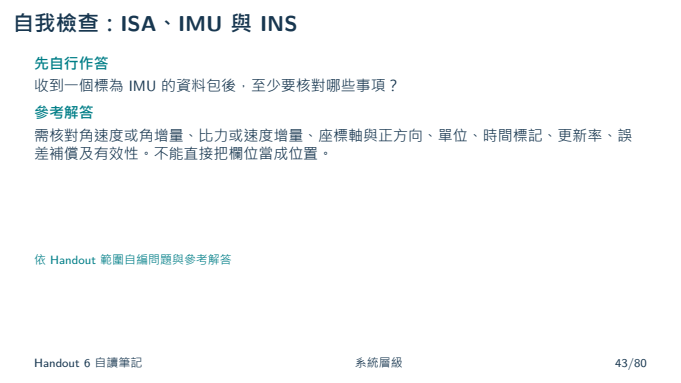 自我檢查：ISA、IMU 與 INS
先自行作答
收到一個標為 IMU 的資料包後，至少要核對哪些事項？
參考解答
需核對角速度或角增量、比力或速度增量、座標軸與正方向、單位、時間標記、更新率、誤
差補償及有效性。不能直接把欄位當成位置。
依 Handout 範圍自編問題與參考解答
Handout 6 自讀筆記
系統層級
43/80